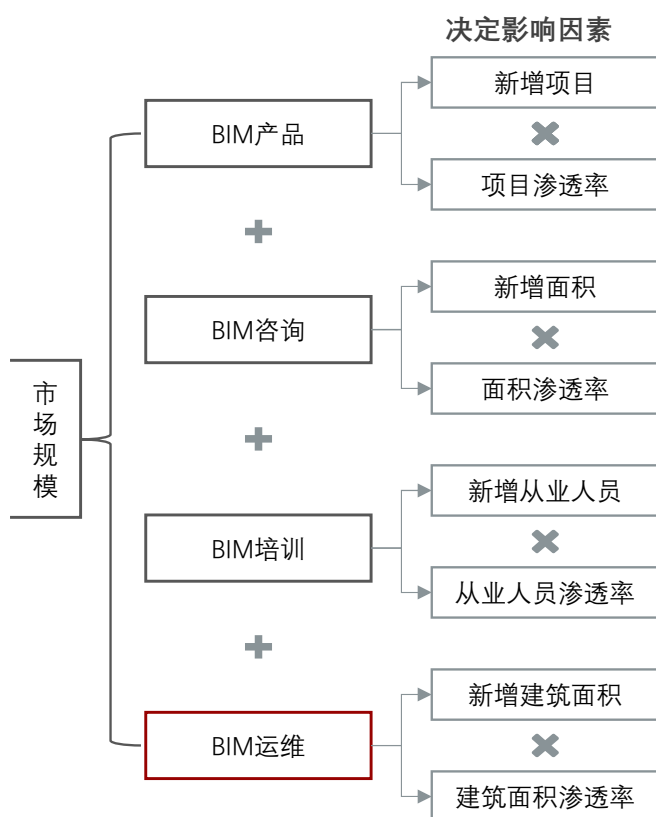 决定影响因素
新增项目
BIM产品
项目渗透率
新增面积
BIM咨询
面积渗透率
市
场
规
模
新增从业人员
BIM培训
从业人员渗透率
新增建筑面积
BIM运维
建筑面积渗透率